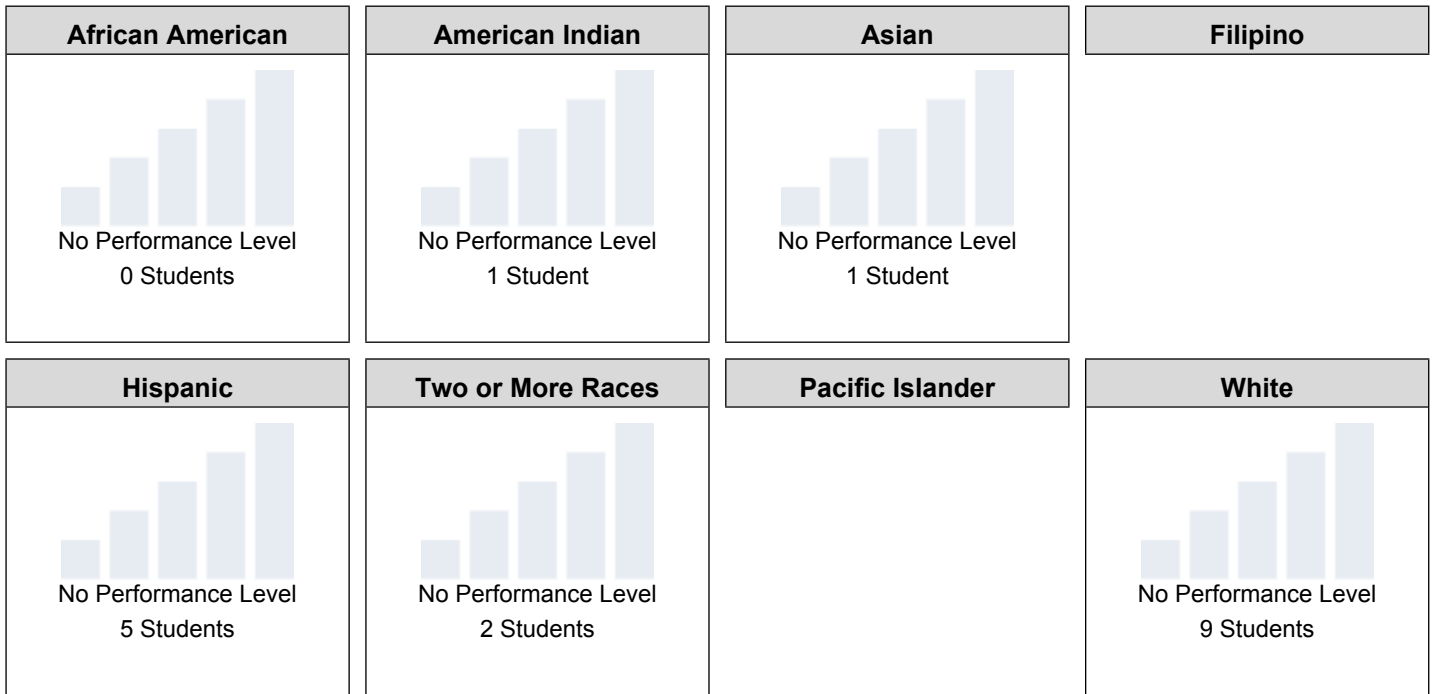 African American
No Performance Level
0 Students
American Indian
No Performance Level
1 Student
Asian
No Performance Level
1 Student
Filipino
Hispanic
No Performance Level
5 Students
Two or More Races
No Performance Level
2 Students
Pacific Islander
White
No Performance Level
9 Students